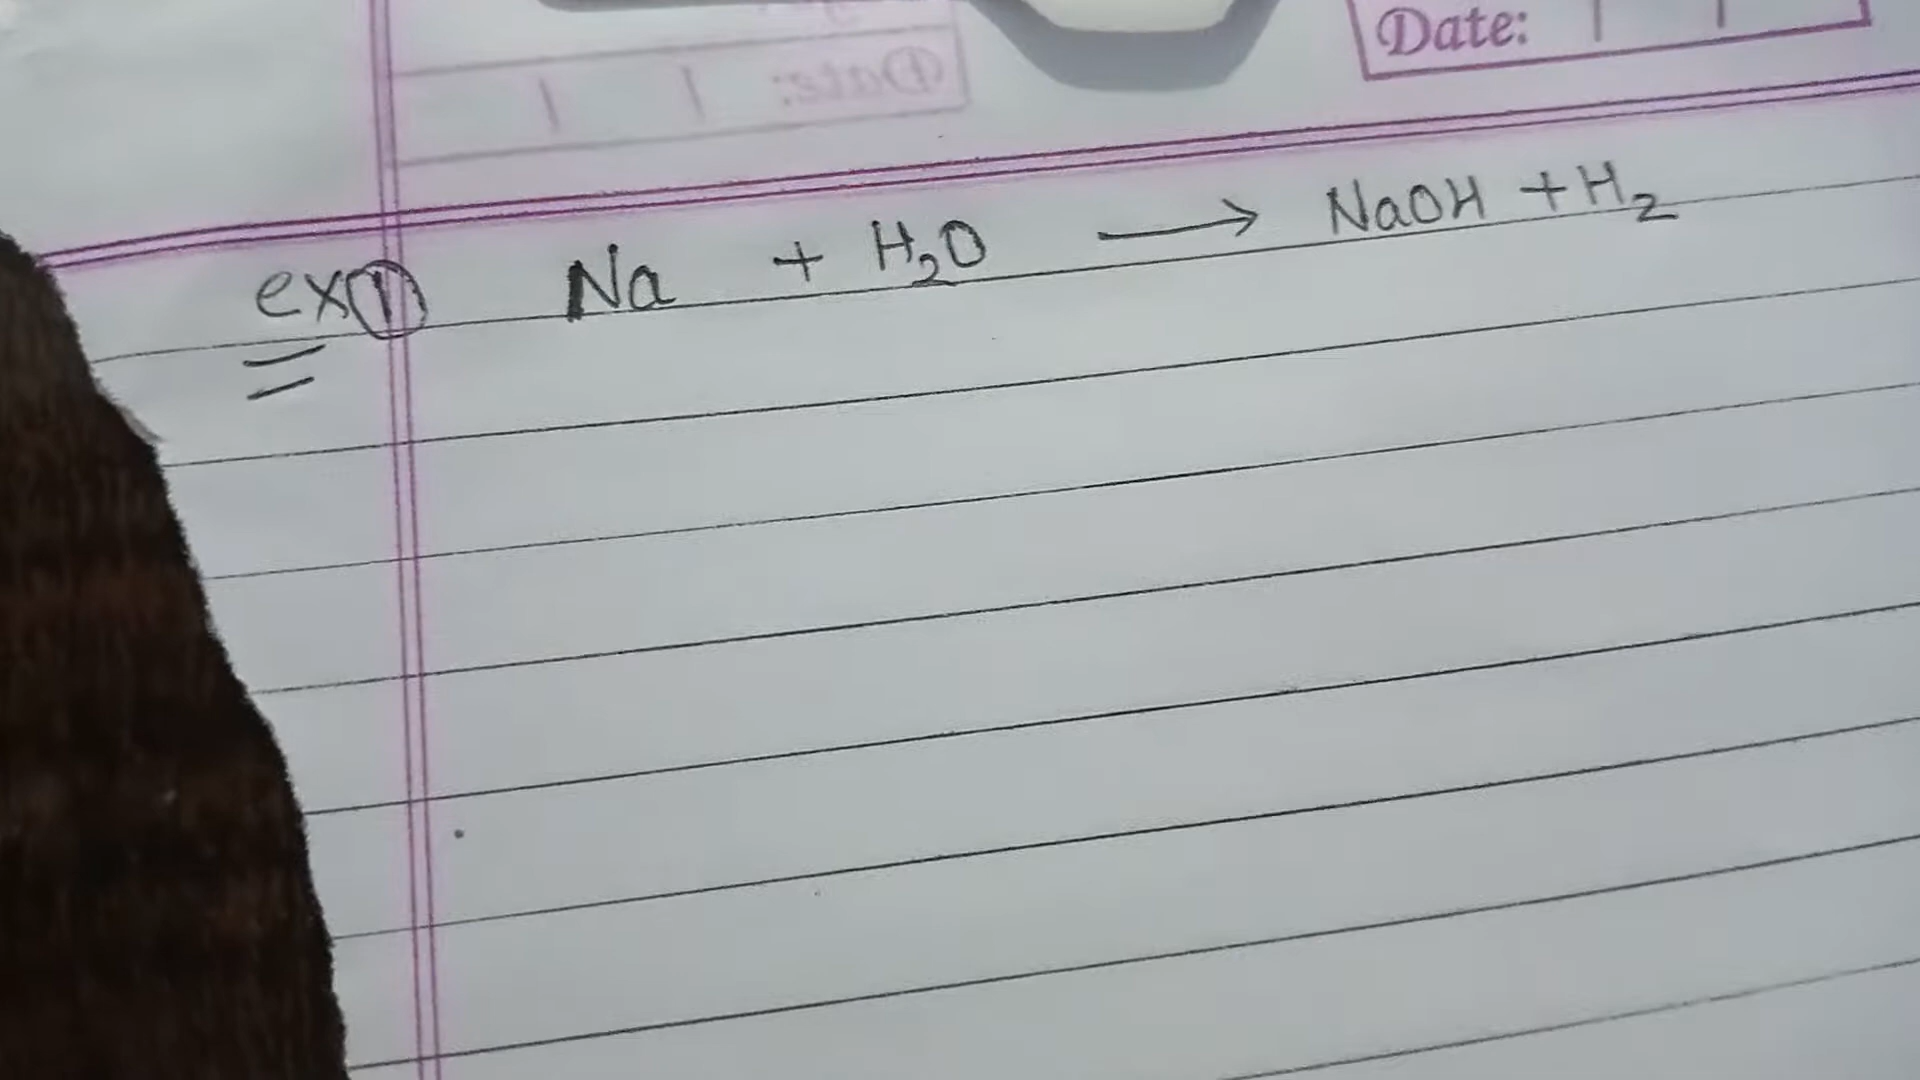 Date:
ex① Na + H₂O ⟶ NaOH + H₂